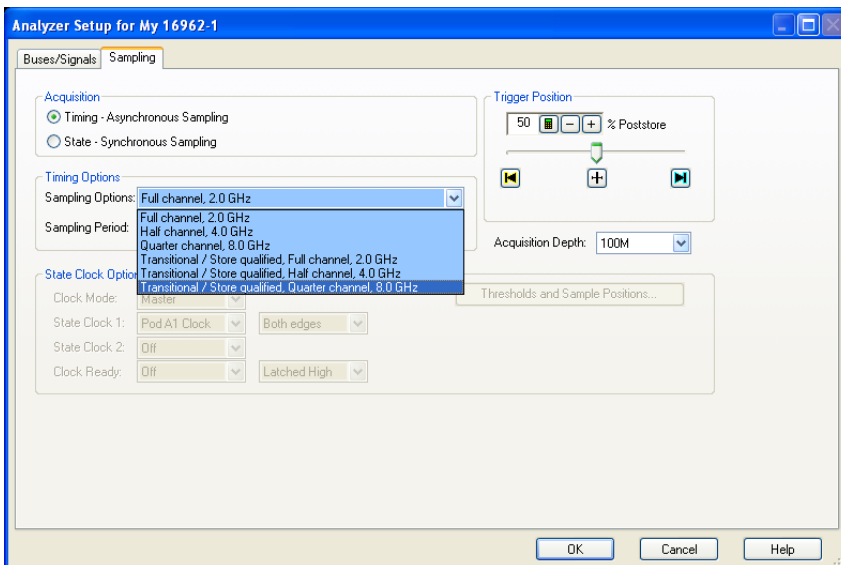 Analyzer Setup for My 16962-1
Buses/Signals Sampling
Acquisition
Timing - Asynchronous Sampling
State - Synchronous Sampling
Trigger Position
50 % Poststore
Timing Options
Sampling Options: Full channel, 2.0 GHz
Full channel, 2.0 GHz
Half channel, 4.0 GHz
Quarter channel, 8.0 GHz
Transitional / Store qualified, Full channel, 2.0 GHz
Transitional / Store qualified, Half channel, 4.0 GHz
Transitional / Store qualified, Quarter channel, 8.0 GHz
Sampling Period:
Acquisition Depth: 100M
State Clock Optio
Clock Mode: Master
Thresholds and Sample Positions...
State Clock 1: Pod A1 Clock Both edges
State Clock 2: Off
Clock Ready: Off Latched High
OK Cancel Help